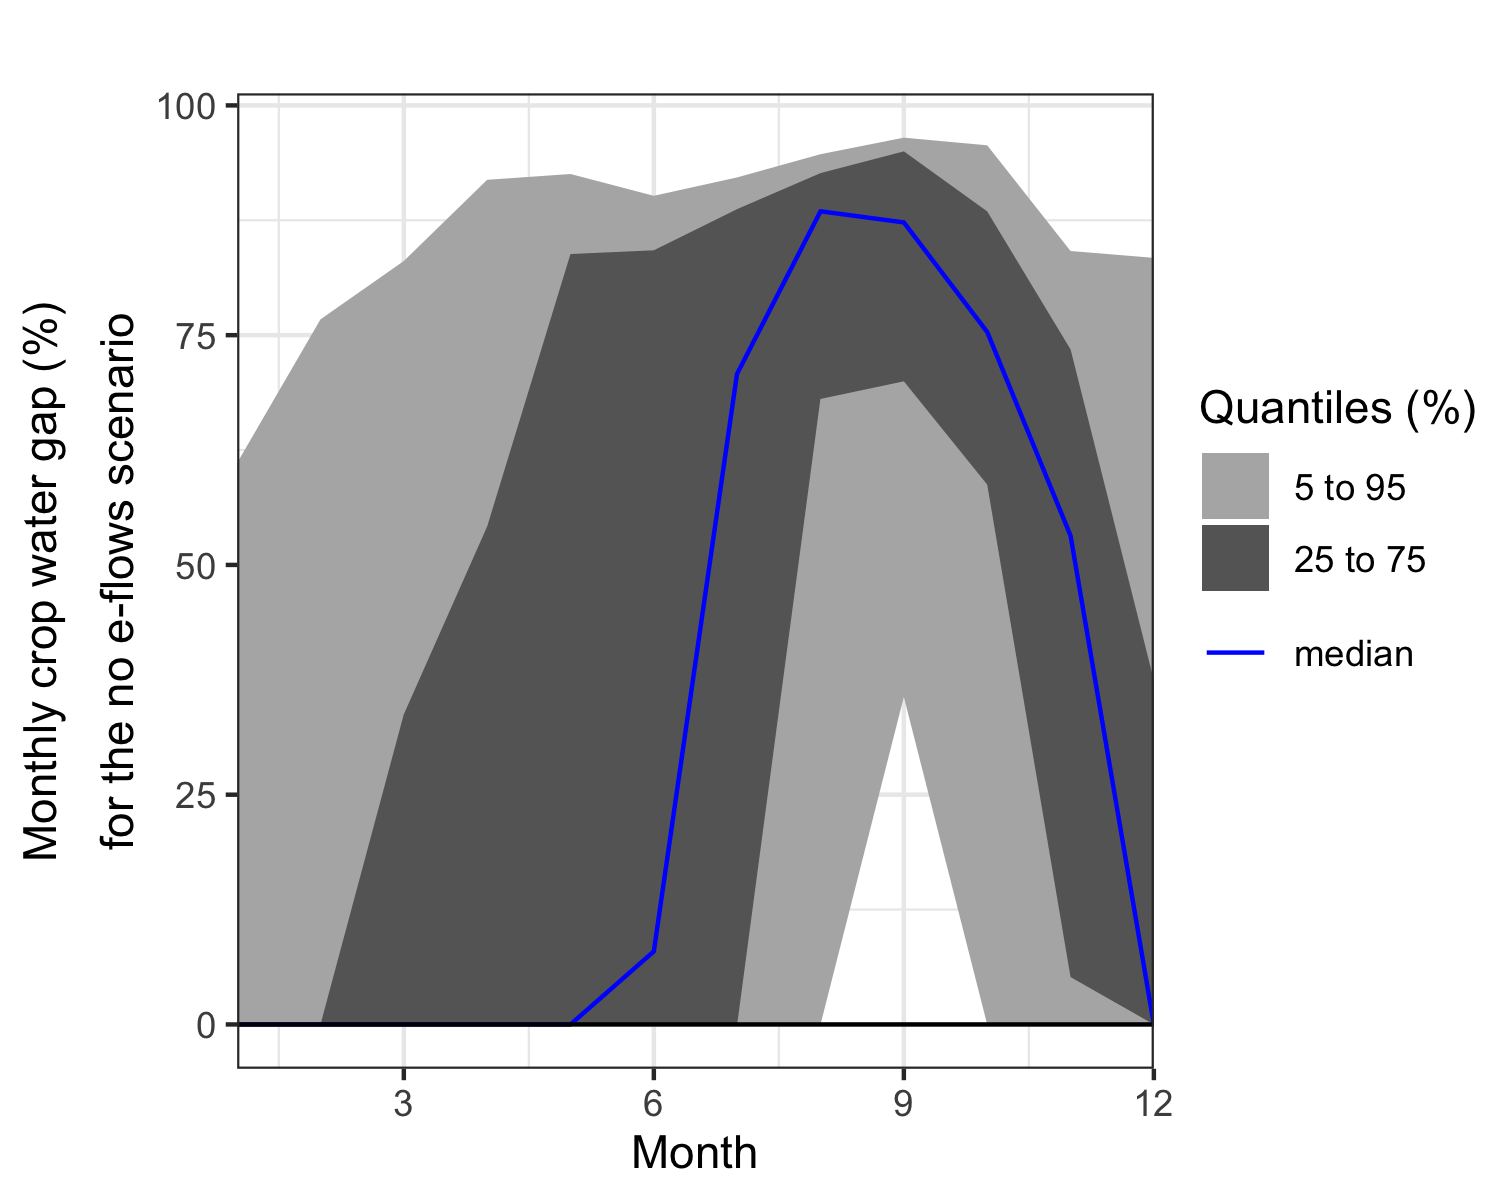 Monthly crop water gap (%)
for the no e-flows scenario
100
75
50
25
0
3
6
9
12
Month
Quantiles (%)
5 to 95
25 to 75
median